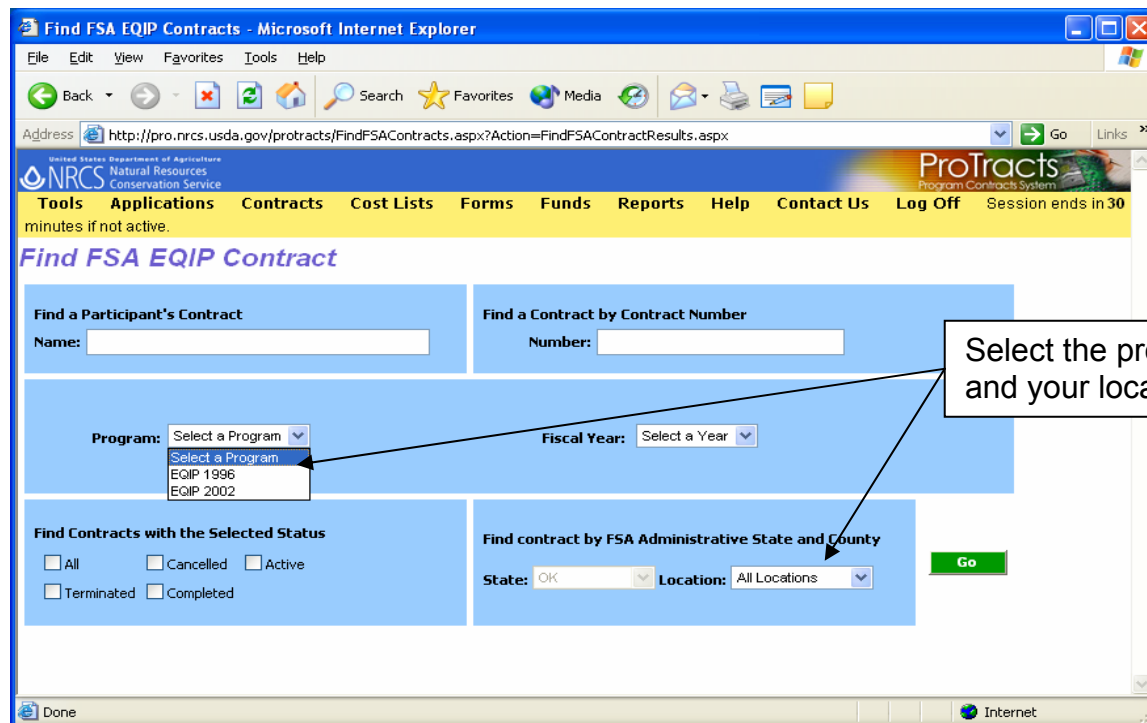 Find FSA EQIP Contracts - Microsoft Internet Explorer
File Edit View Favorites Tools Help
Back Search Favorites Media
Address http://pro.nrcs.usda.gov/protracts/FindFSAContracts.aspx?Action=FindFSAContractResults.aspx Go Links »
United States Department of Agriculture
NRCS Natural Resources
Conservation Service
ProTracts
Program Contracts System
Tools Applications Contracts Cost Lists Forms Funds Reports Help Contact Us Log Off Session ends in 30
minutes if not active.
Find FSA EQIP Contract
Find a Participant's Contract
Name:
Find a Contract by Contract Number
Number:
Select the pro
and your loca
Program: Select a Program
Select a Program
EQIP 1996
EQIP 2002
Fiscal Year: Select a Year
Find Contracts with the Selected Status
All Cancelled Active
Terminated Completed
Find contract by FSA Administrative State and County
State: OK Location: All Locations
Go
Done Internet